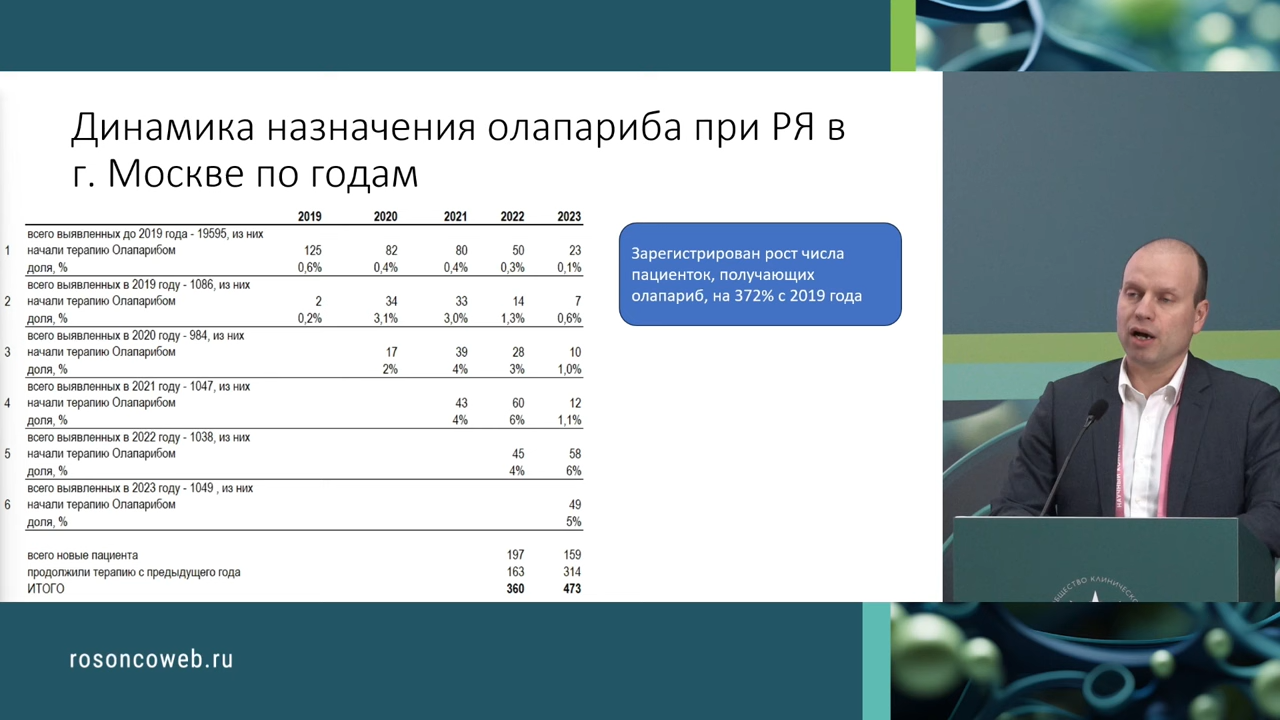 Динамика назначения олапариба при РЯ в
г. Москве по годам
2019 2020 2021 2022 2023
всего выявленных до 2019 года - 19595, из них
1 начали терапию Олапарибом 125 82 80 50 23
доля, % 0,6% 0,4% 0,4% 0,3% 0,1%
всего выявленных в 2019 году - 1086, из них
2 начали терапию Олапарибом 2 34 33 14 7
доля, % 0,2% 3,1% 3,0% 1,3% 0,6%
всего выявленных в 2020 году - 984, из них
3 начали терапию Олапарибом 17 39 28 10
доля, % 2% 4% 3% 1,0%
всего выявленных в 2021 году - 1047, из них
4 начали терапию Олапарибом 43 60 12
доля, % 4% 6% 1,1%
всего выявленных в 2022 году - 1038, из них
5 начали терапию Олапарибом 45 58
доля, % 4% 6%
всего выявленных в 2023 году - 1049 , из них
6 начали терапию Олапарибом 49
доля, % 5%
всего новые пациента 197 159
продолжили терапию с предыдущего года 163 314
ИТОГО 360 473
Зарегистрирован рост числа
пациенток, получающих
олапариб, на 372% с 2019 года
rosoncoweb.ru